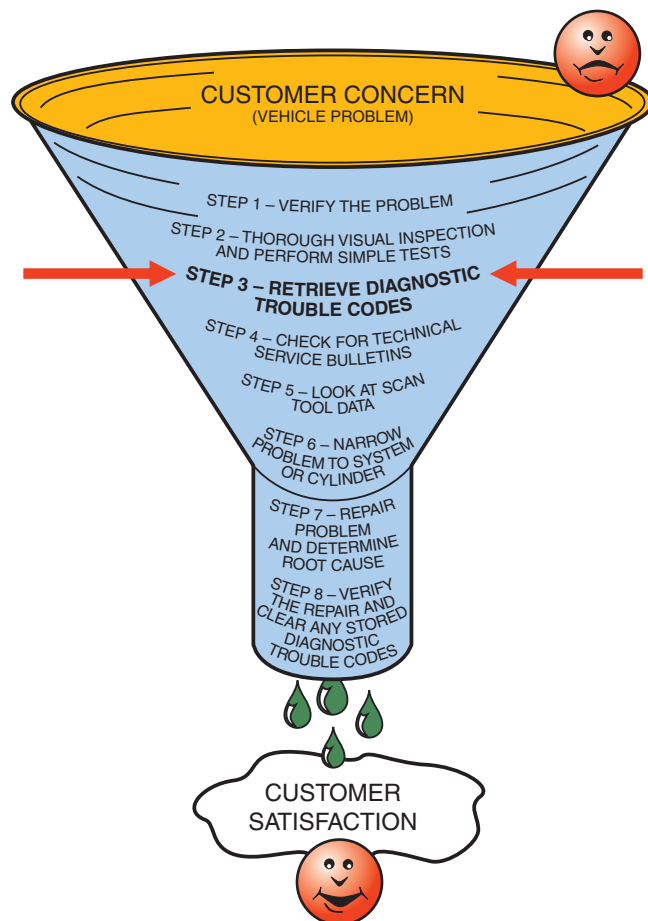 CUSTOMER CONCERN
(VEHICLE PROBLEM)
STEP 1 – VERIFY THE PROBLEM
STEP 2 – THOROUGH VISUAL INSPECTION
AND PERFORM SIMPLE TESTS
STEP 3 – RETRIEVE DIAGNOSTIC
TROUBLE CODES
STEP 4 – CHECK FOR TECHNICAL
SERVICE BULLETINS
STEP 5 – LOOK AT SCAN
TOOL DATA
STEP 6 – NARROW
PROBLEM TO SYSTEM
OR CYLINDER
STEP 7 – REPAIR
PROBLEM
AND DETERMINE
ROOT CAUSE
STEP 8 – VERIFY
THE REPAIR AND
CLEAR ANY STORED
DIAGNOSTIC
TROUBLE CODES
CUSTOMER
SATISFACTION